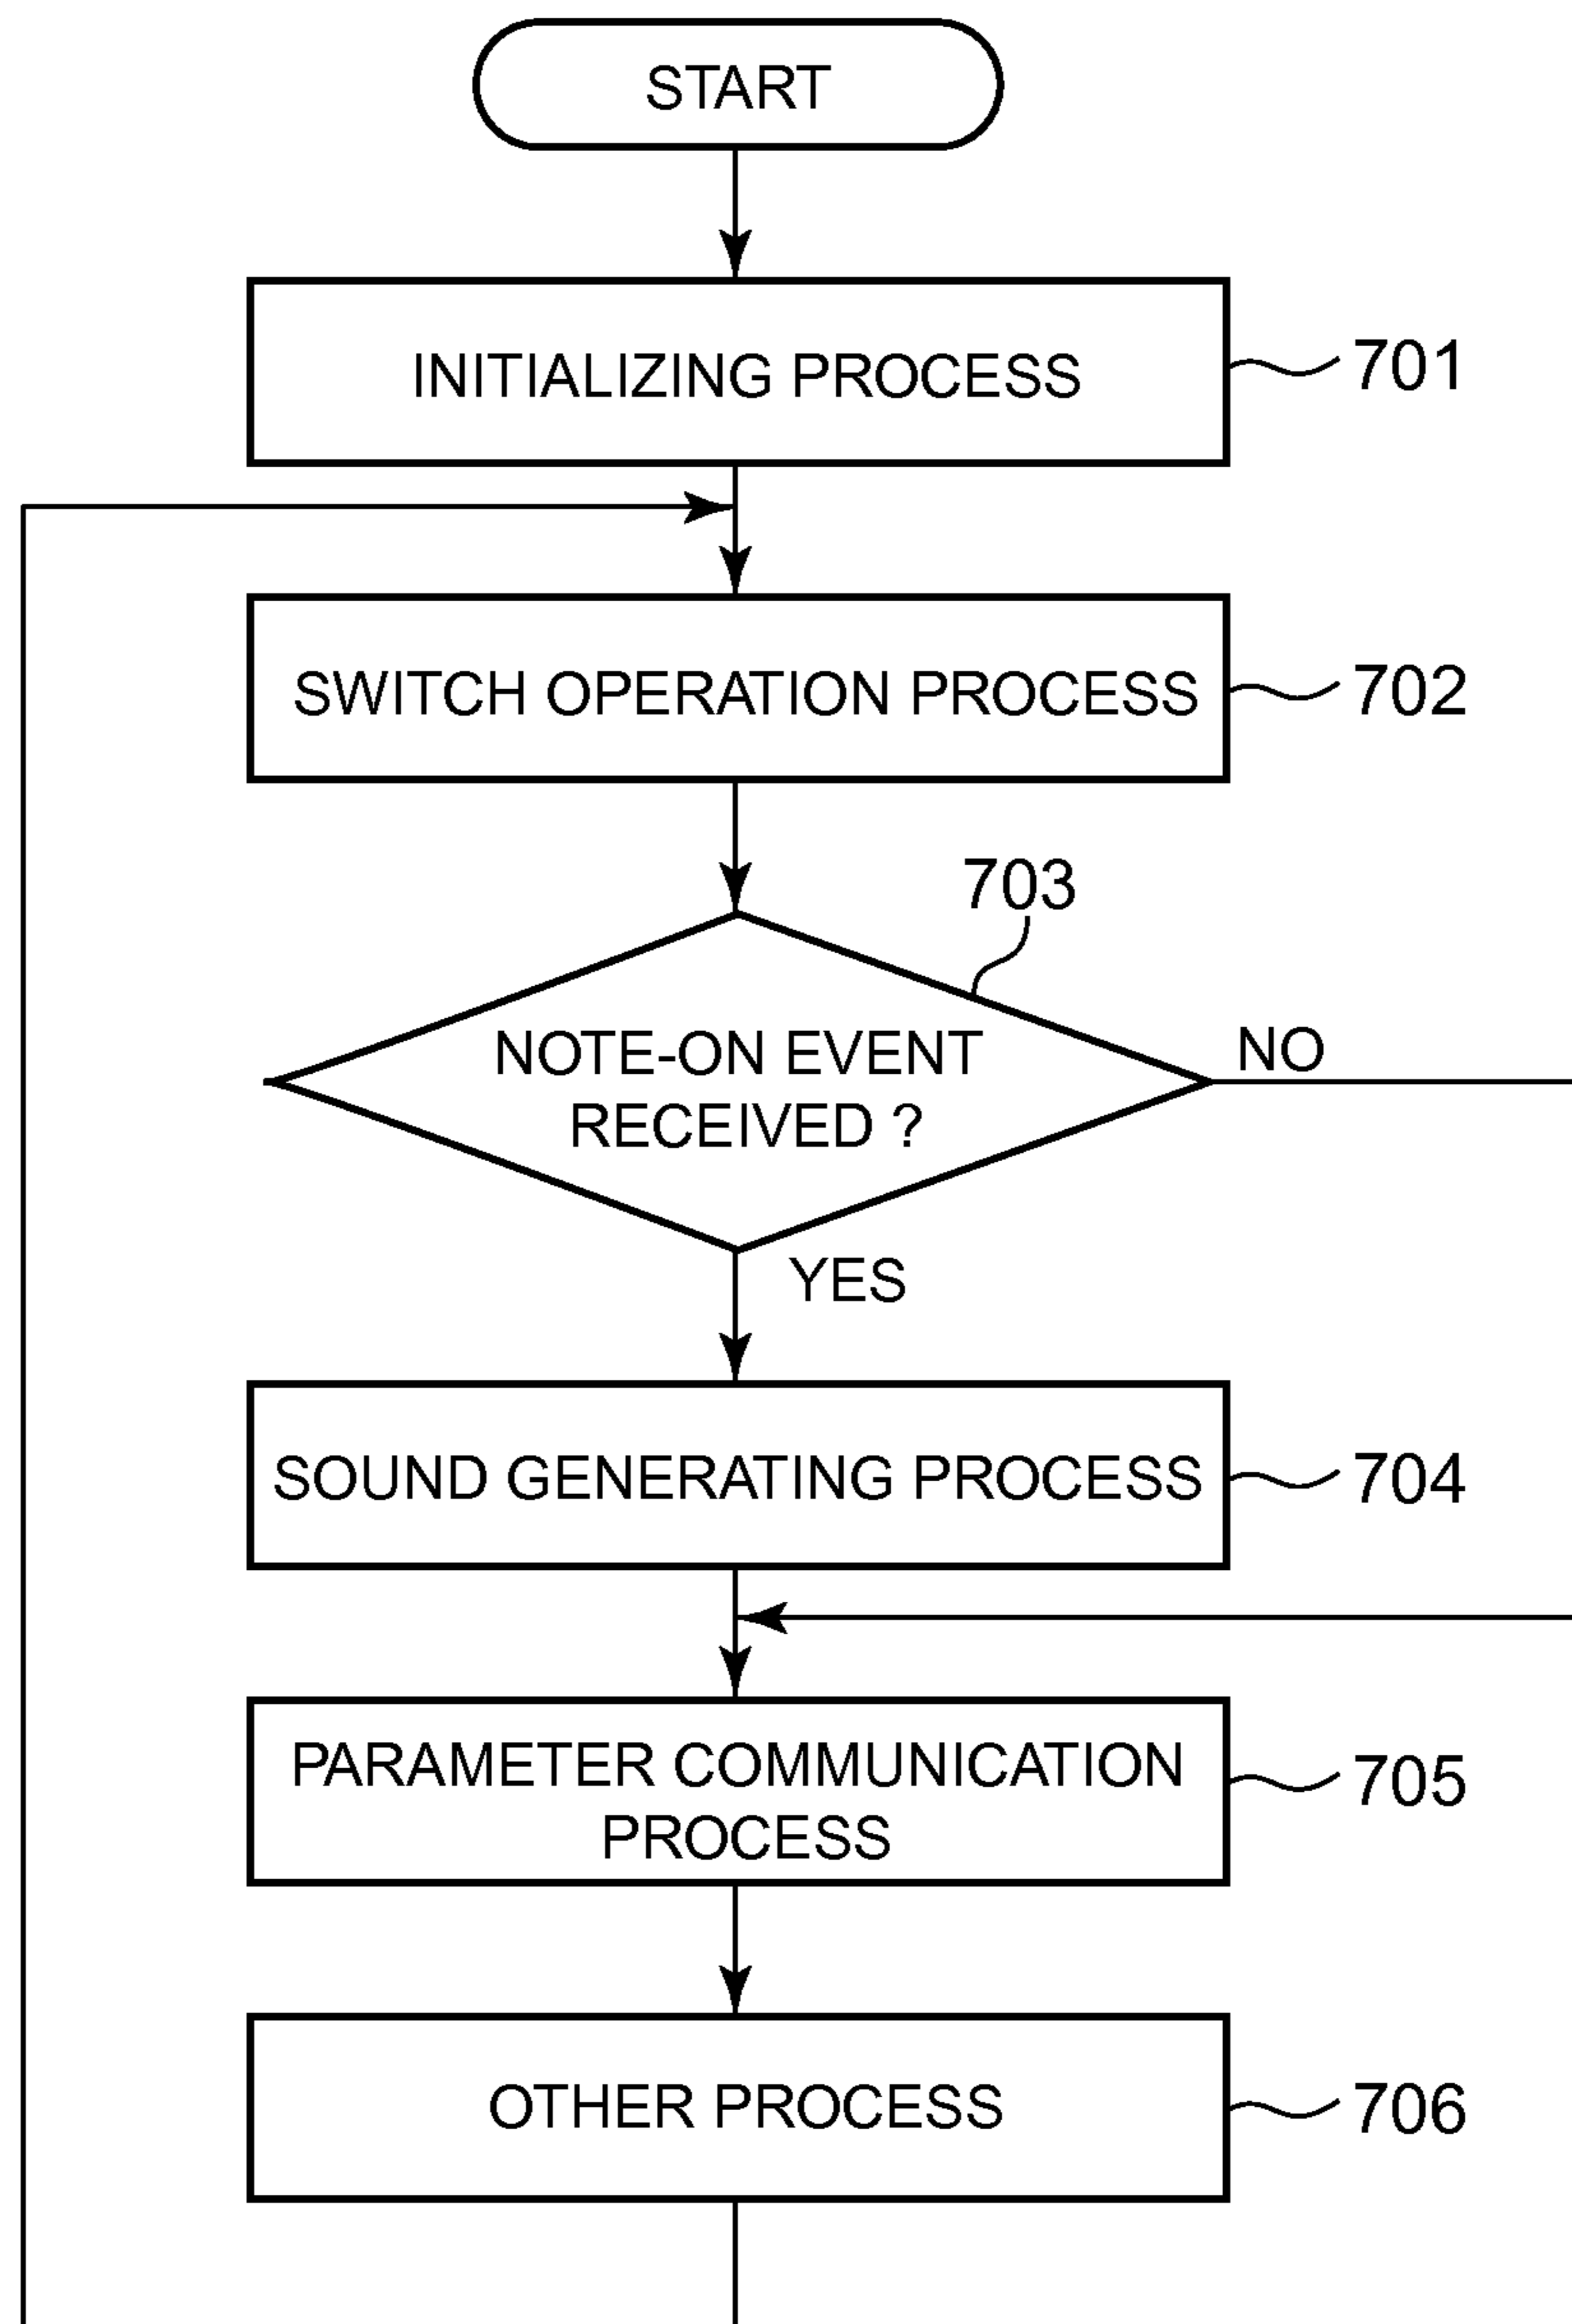 START
INITIALIZING PROCESS
701
SWITCH OPERATION PROCESS
702
703
NOTE-ON EVENT
RECEIVED ?
NO
YES
SOUND GENERATING PROCESS
704
PARAMETER COMMUNICATION
PROCESS
705
OTHER PROCESS
706